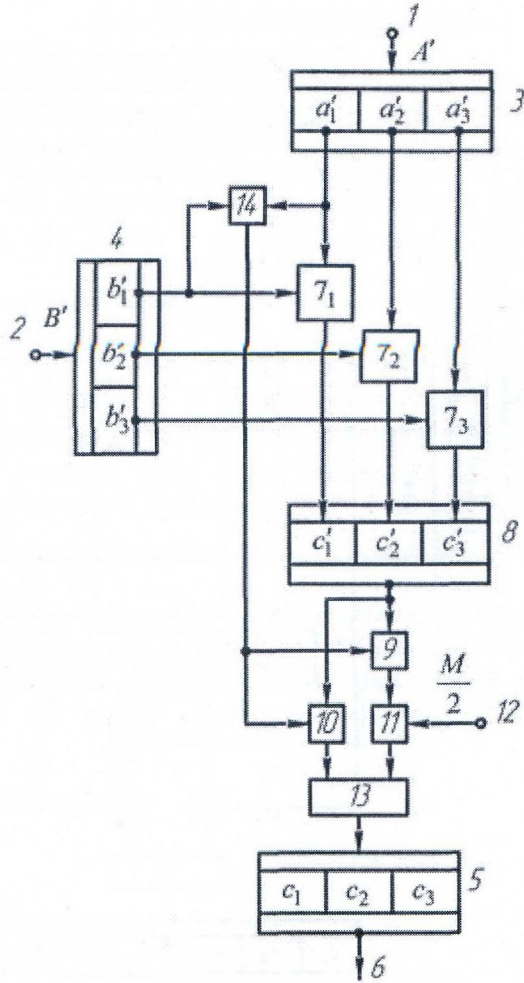 1
A'
a'₁ a'₂ a'₃ 3
14
4
b'₁ 7₁
2 B' b'₂ 7₂
b'₃ 7₃
c'₁ c'₂ c'₃ 8
9
M/2
10 11 12
13
c₁ c₂ c₃ 5
6